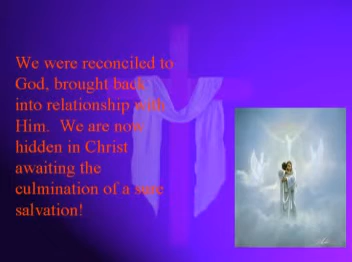 We were reconciled to
God, brought back
into relationship with
Him. We are now
hidden in Christ
awaiting the
culmination of a sure
salvation!